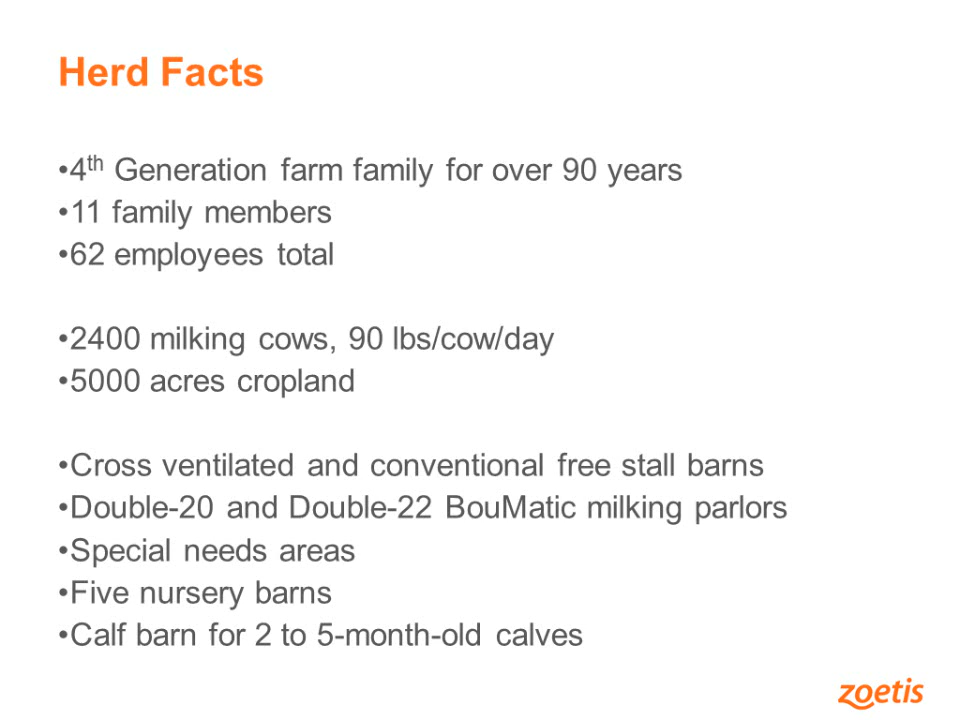 Herd Facts
•4th Generation farm family for over 90 years
•11 family members
•62 employees total
•2400 milking cows, 90 lbs/cow/day
•5000 acres cropland
•Cross ventilated and conventional free stall barns
•Double-20 and Double-22 BouMatic milking parlors
•Special needs areas
•Five nursery barns
•Calf barn for 2 to 5-month-old calves
zoetis